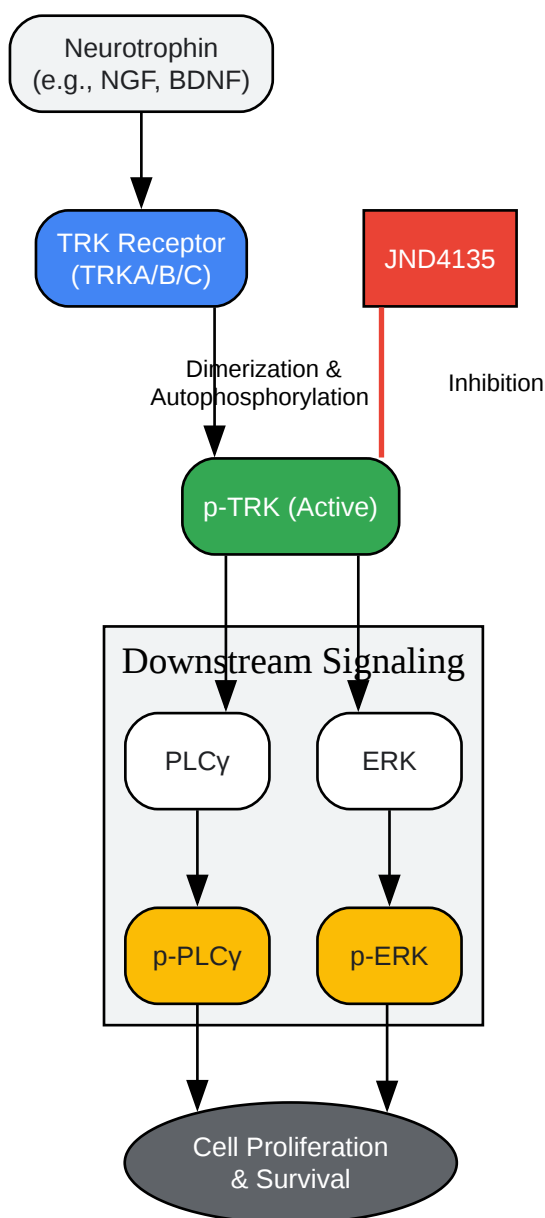 Neurotrophin
(e.g., NGF, BDNF)
TRK Receptor
(TRKA/B/C)
JND4135
Dimerization &
Autophosphorylation
Inhibition
p-TRK (Active)
Downstream Signaling
PLCγ
ERK
p-PLCγ
p-ERK
Cell Proliferation
& Survival